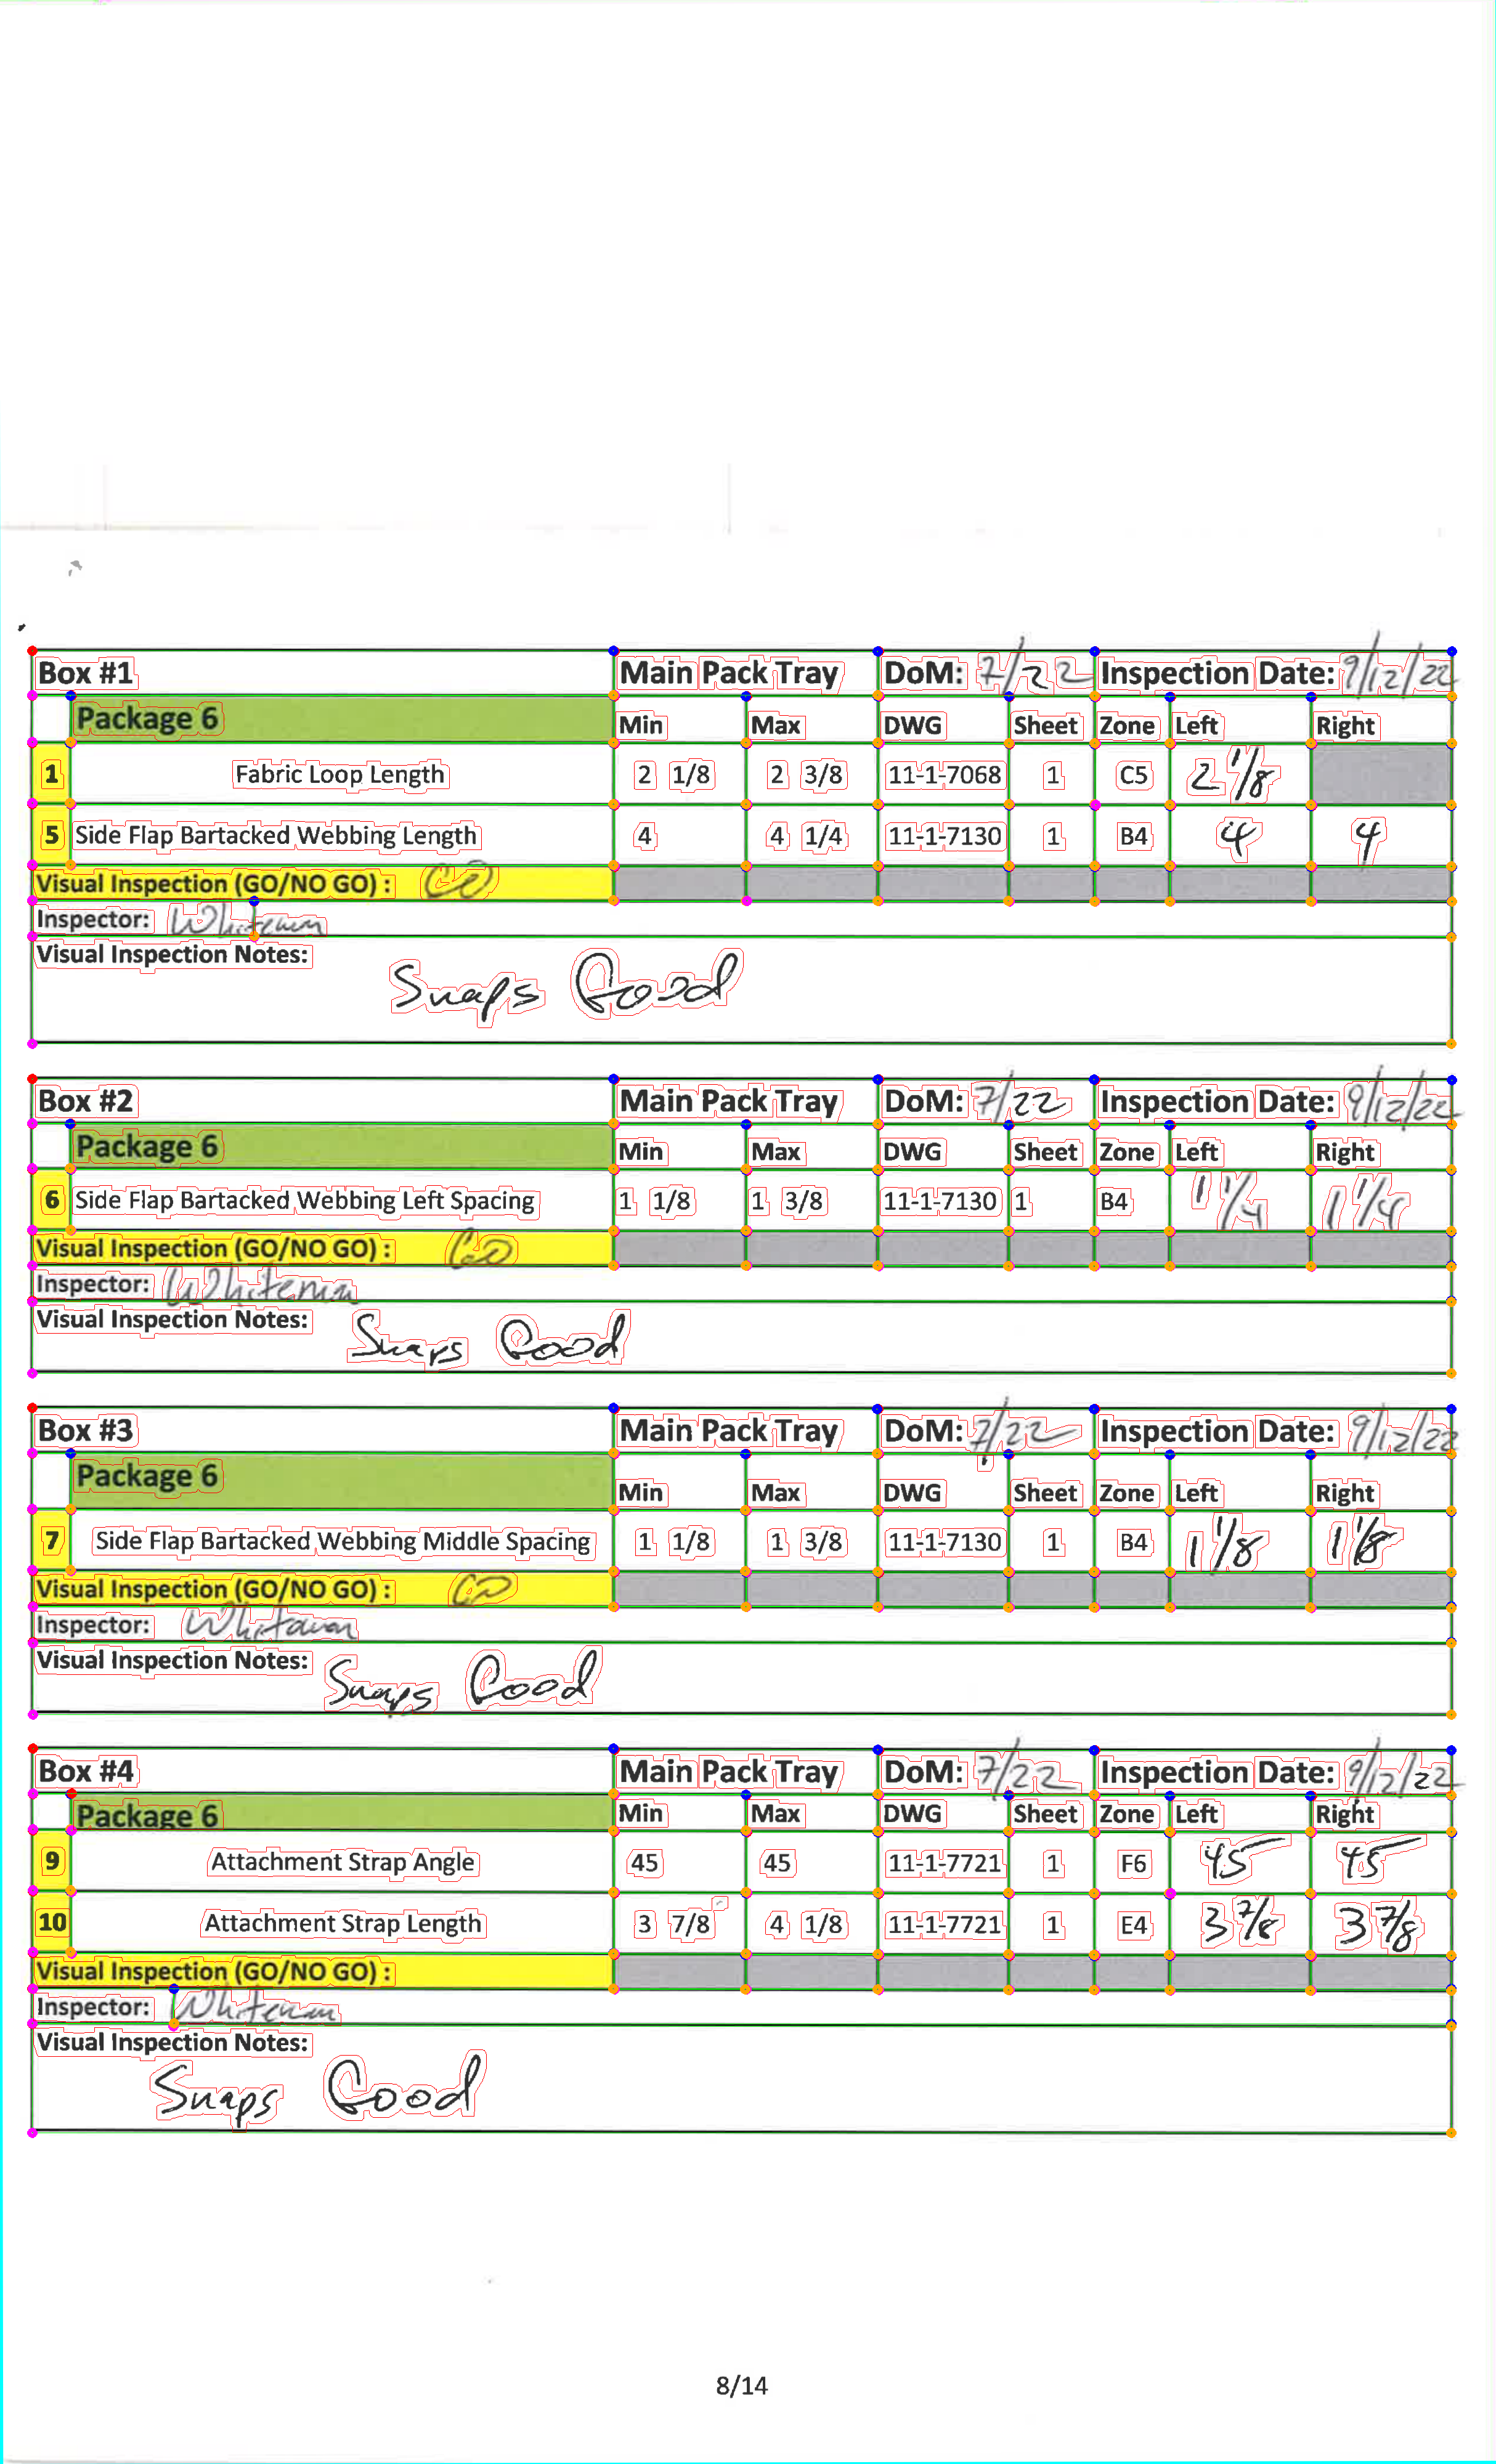 Box #1 Main Pack Tray DoM: 7/22 Inspection Date: 9/12/22
Package 6 Min Max DWG Sheet Zone Left Right
1 Fabric Loop Length 2 1/8 2 3/8 11-1-7068 1 C5 2 1/8
5 Side Flap Bartacked Webbing Length 4 4 1/4 11-1-7130 1 B4 4 4
Visual Inspection (GO/NO GO) : GO
Inspector: Whiteman
Visual Inspection Notes:
Snaps Good
Box #2 Main Pack Tray DoM: 7/22 Inspection Date: 9/12/22
Package 6 Min Max DWG Sheet Zone Left Right
6 Side Flap Bartacked Webbing Left Spacing 1 1/8 1 3/8 11-1-7130 1 B4 1 1/4 1 1/4
Visual Inspection (GO/NO GO) : GO
Inspector: Whiteman
Visual Inspection Notes: Snaps Good
Box #3 Main Pack Tray DoM: 7/22 Inspection Date: 9/12/22
Package 6 Min Max DWG Sheet Zone Left Right
7 Side Flap Bartacked Webbing Middle Spacing 1 1/8 1 3/8 11-1-7130 1 B4 1 1/8 1 1/8
Visual Inspection (GO/NO GO) : GO
Inspector: Whiteman
Visual Inspection Notes: Snaps Good
Box #4 Main Pack Tray DoM: 7/22 Inspection Date: 9/12/22
Package 6 Min Max DWG Sheet Zone Left Right
9 Attachment Strap Angle 45 45 11-1-7721 1 F6 45 45
10 Attachment Strap Length 3 7/8 4 1/8 11-1-7721 1 E4 3 7/8 3 7/8
Visual Inspection (GO/NO GO) :
Inspector: Whiteman
Visual Inspection Notes:
Snaps Good
8/14